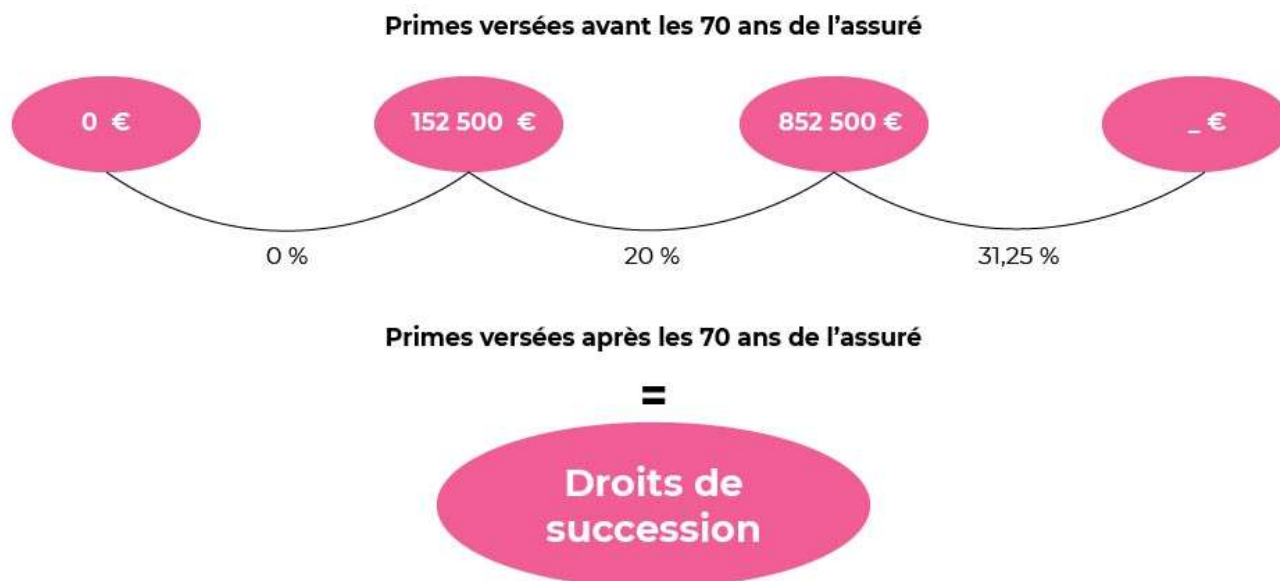 Primes versées avant les 70 ans de l’assuré
0 €
152 500 €
852 500 €
_ €
0 %
20 %
31,25 %
Primes versées après les 70 ans de l’assuré
=
Droits de
succession